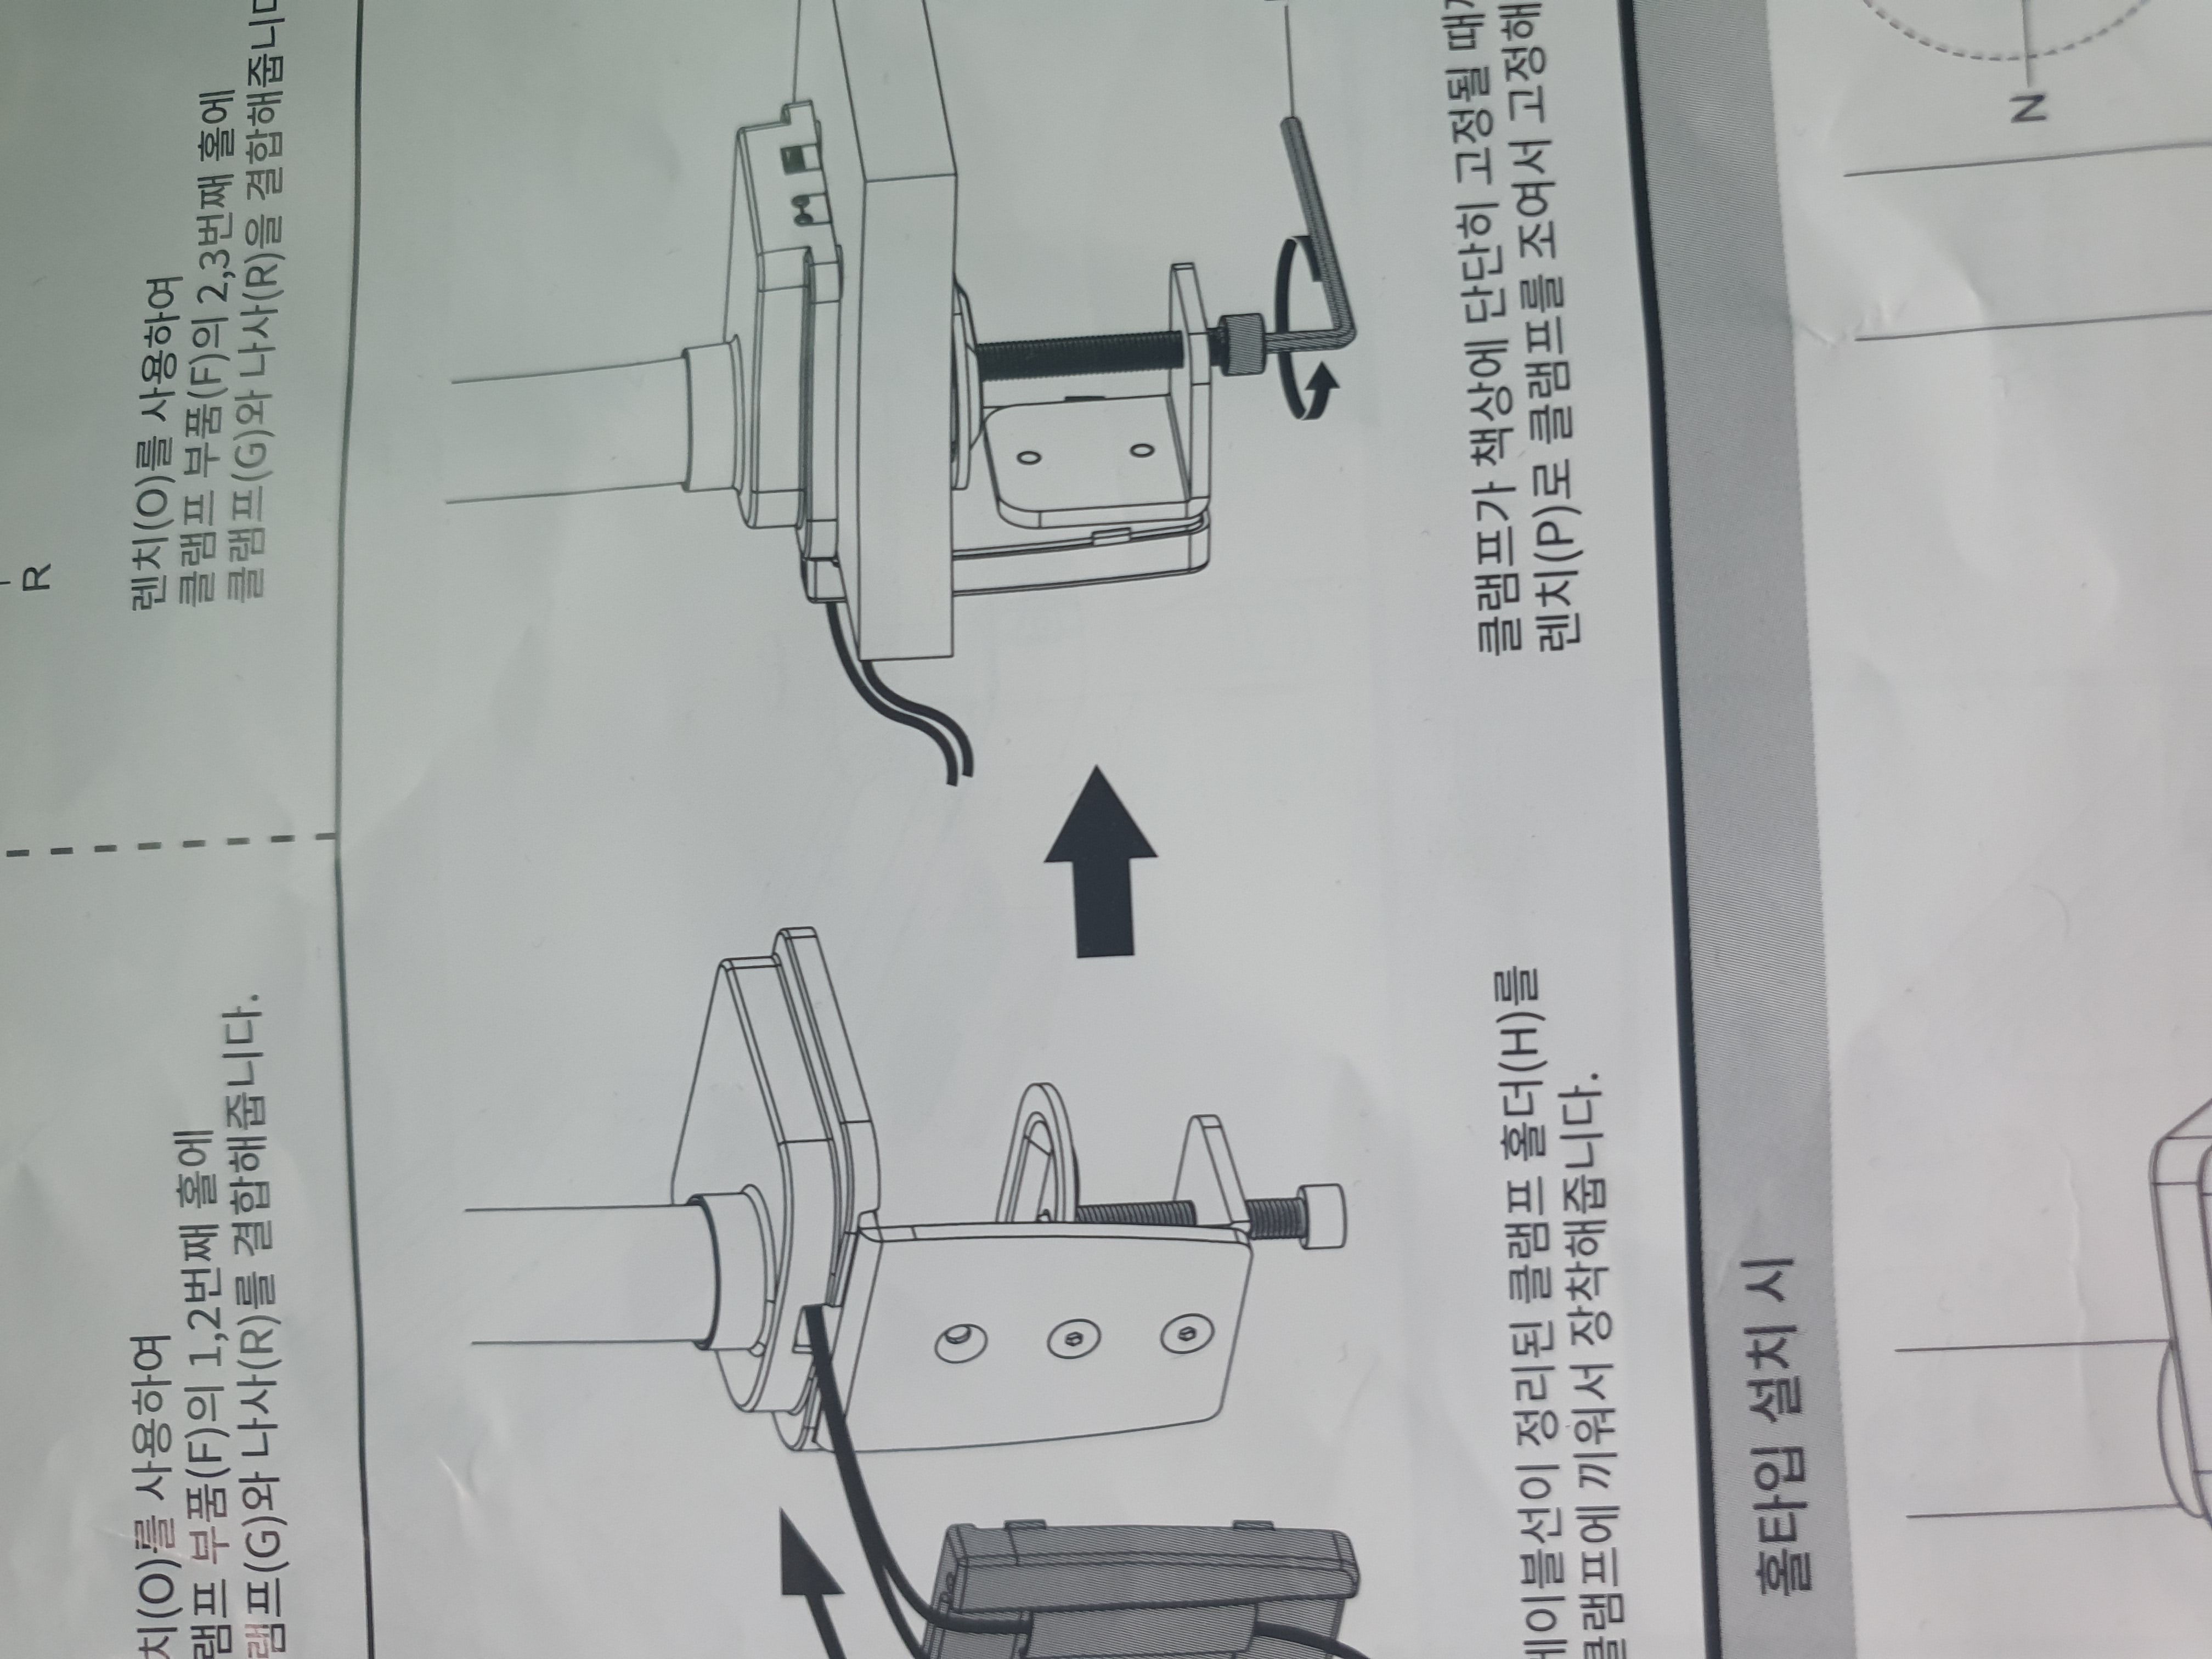 렌치(O)를 사용하여
클램프 부품(F)의 2,3번째 홀에
클램프(G)와 나사(R)을 결합해줍니다
R
치(O)를 사용하여
램프 부품(F)의 1,2번째 홀에
램프(G)와 나사(R)를 결합해줍니다.
클램프가 책상에 단단히 고정될 때
렌치(P)로 클램프를 조여서 고정해
케이블선이 정리된 클램프 홀더(H)를
클램프에 끼워서 장착해줍니다.
홀타입 설치 시
N